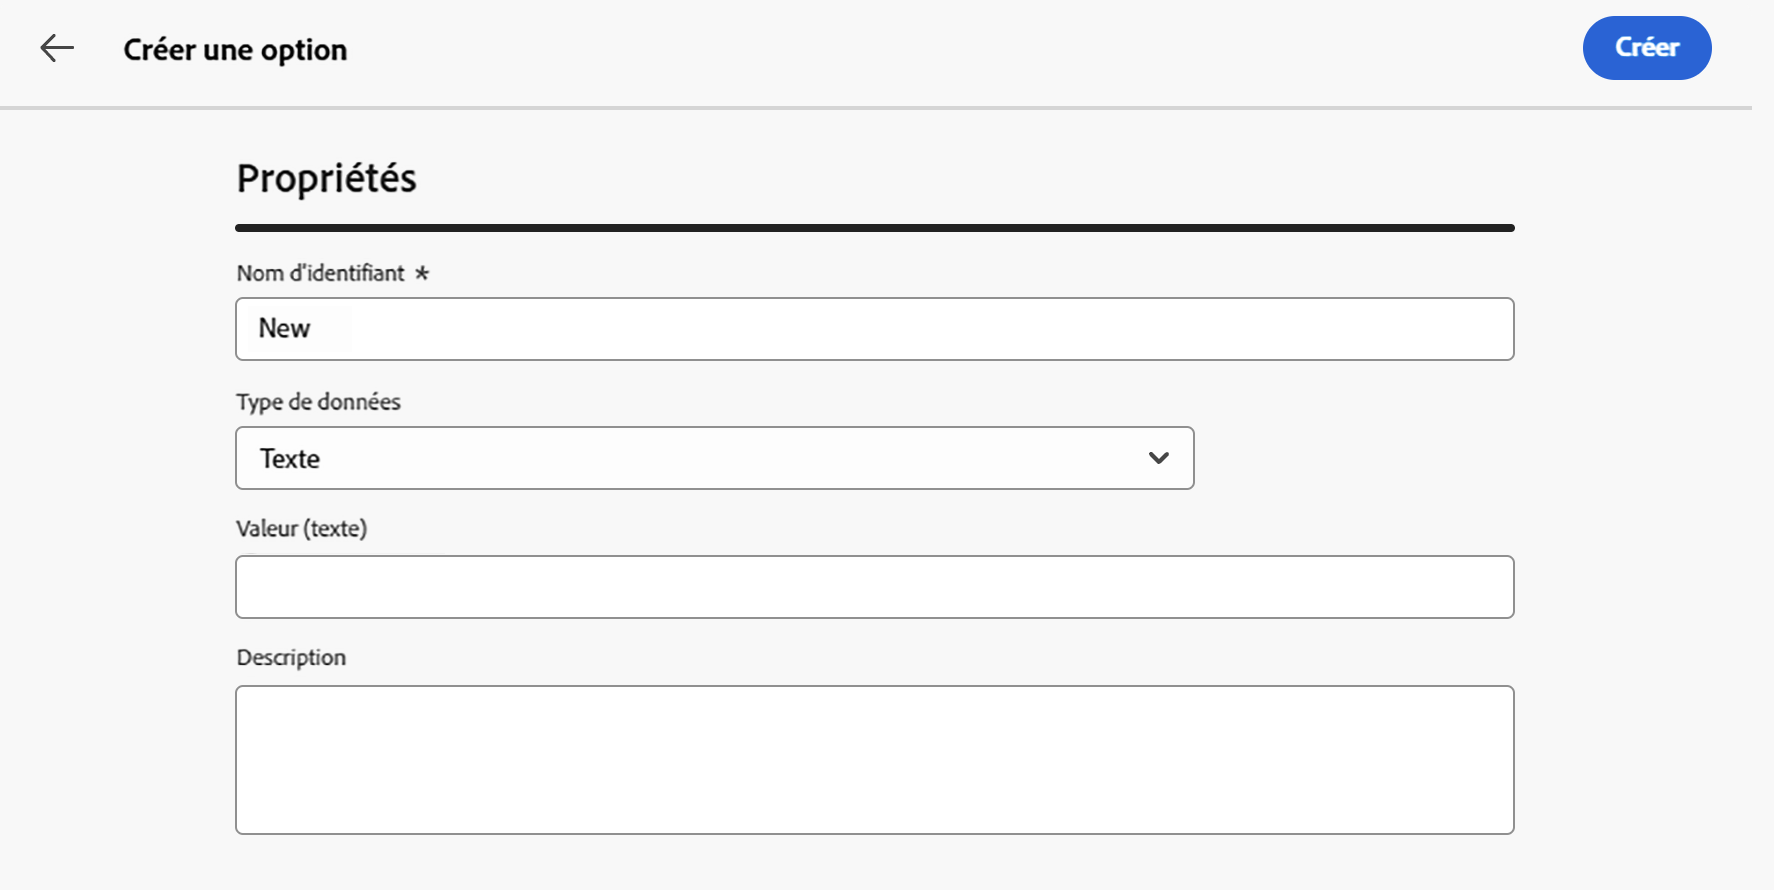 Créer une option
Créer
Propriétés
Nom d'identifiant *
New
Type de données
Texte
Valeur (texte)
Description